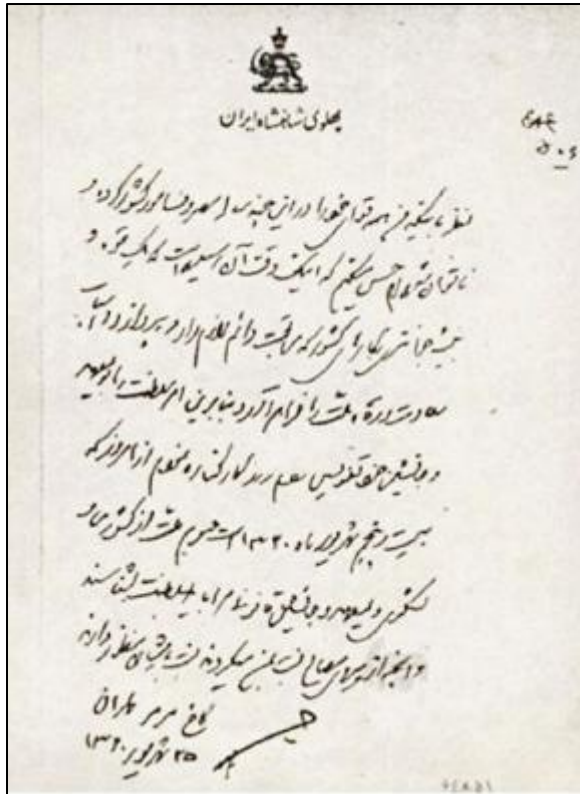 پهلوی شاهنشاه ایران
نظر باینکه من همه قوای خود را در این چند ساله مصروف امور کشور کرده و
ناتوان شده‌ام حس میکنم که اینک وقت آن رسیده است که یک قوه و
بنیه جوانتری بکارهای کشور که مراقبت دائم لازم دارد بپردازد و اسباب
سعادت و رفاه ملت را فراهم آورد بنابراین امور سلطنت را بولیعهد
و جانشین خود تفویض نمودم و از کار کناره نمودم از امروز که
بیست و پنجم شهریور ماه ۱۳۲۰ است عموم ملت از کشوری و
لشکری ولیعهد و جانشین قانونی مرا باید بسلطنت بشناسند
و آنچه از پیروی مصالح نسبت بمن میکردند نسبت بایشان منظور دارند
کاخ مرمر تهران
۲۵ شهریور ۱۳۲۰